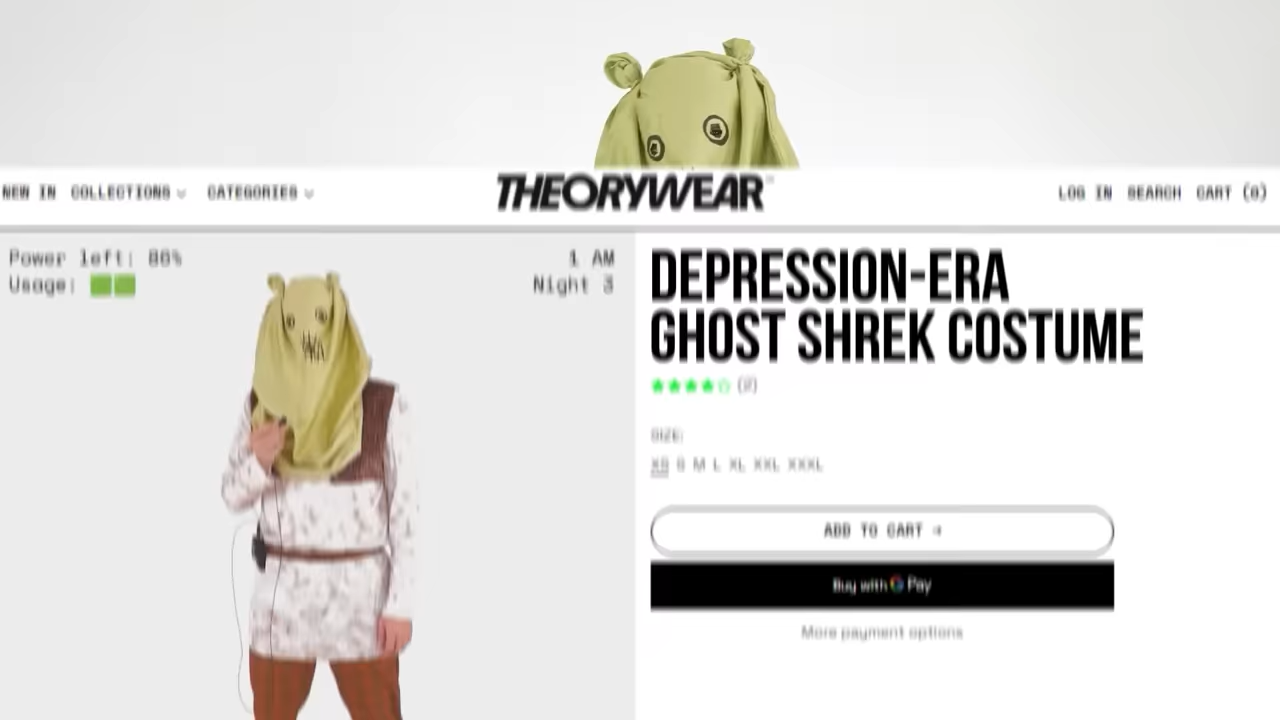 NEW IN COLLECTIONS CATEGORIES
THEORYWEAR
LOG IN SEARCH CART (0)
Power left: 86%
Usage:
1 AM
Night 3
DEPRESSION-ERA
GHOST SHREK COSTUME
(2)
SIZE:
XS S M L XL XXL XXXL
ADD TO CART →
Buy with G Pay
More payment options